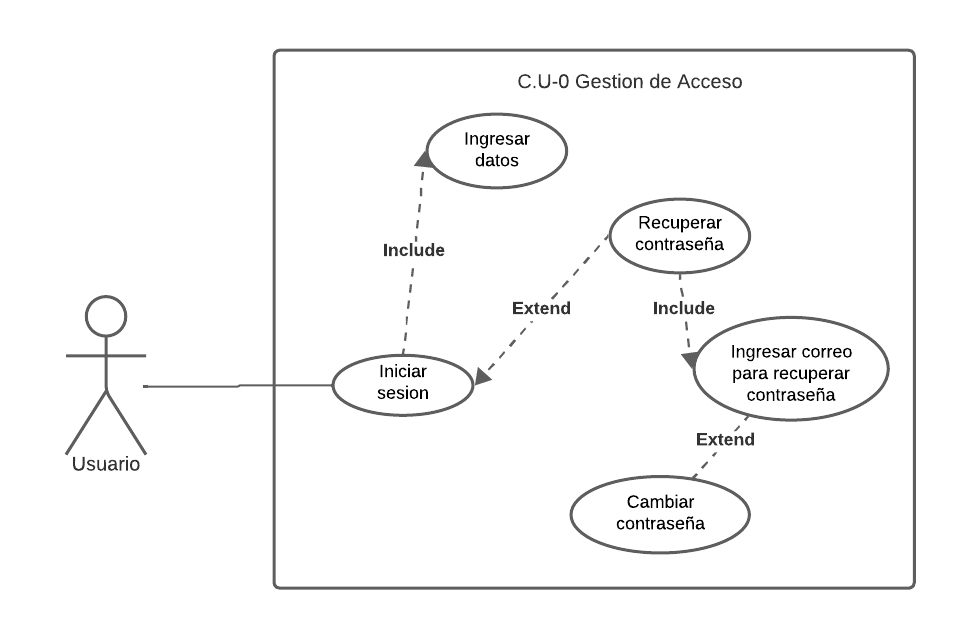 C.U-0 Gestion de Acceso
Ingresar
datos
Recuperar
contraseña
Include
Extend
Include
Ingresar correo
para recuperar
contraseña
Iniciar
sesion
Extend
Usuario
Cambiar
contraseña